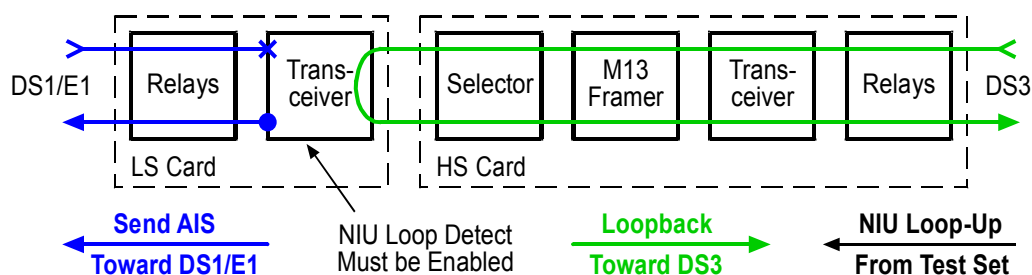 DS1/E1
Relays
Trans-
ceiver
Selector
M13
Framer
Trans-
ceiver
Relays
DS3
LS Card
HS Card
Send AIS
Toward DS1/E1
NIU Loop Detect
Must be Enabled
Loopback
Toward DS3
NIU Loop-Up
From Test Set